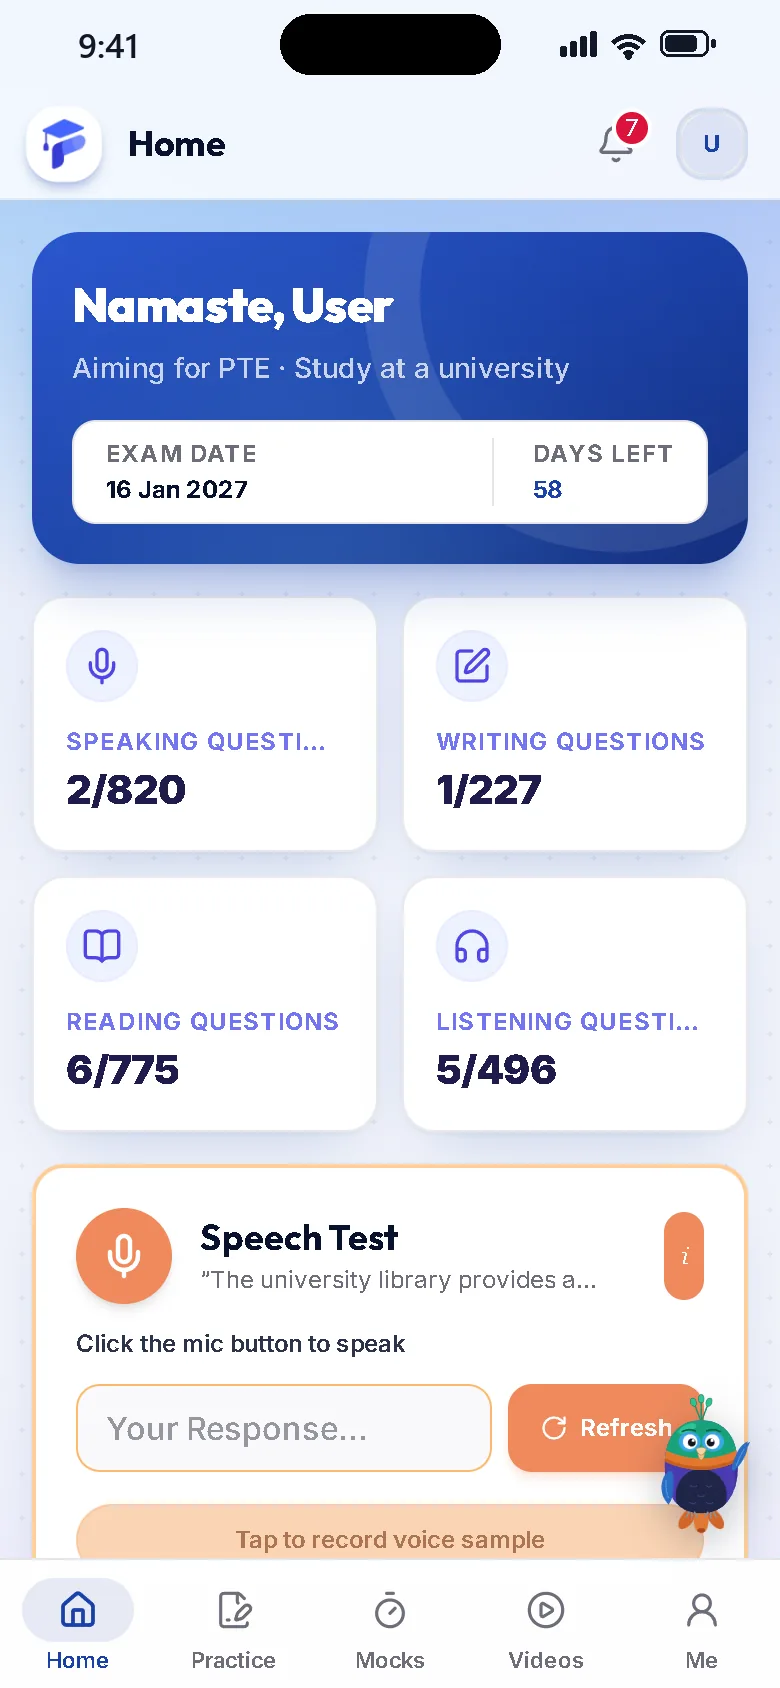 9:41
Home
7
U
Namaste, User
Aiming for PTE · Study at a university
EXAM DATE
DAYS LEFT
16 Jan 2027
58
SPEAKING QUESTI...
2/820
WRITING QUESTIONS
1/227
READING QUESTIONS
6/775
LISTENING QUESTI...
5/496
Speech Test
"The university library provides a...
i
Click the mic button to speak
Your Response...
Refresh
Tap to record voice sample
Home
Practice
Mocks
Videos
Me